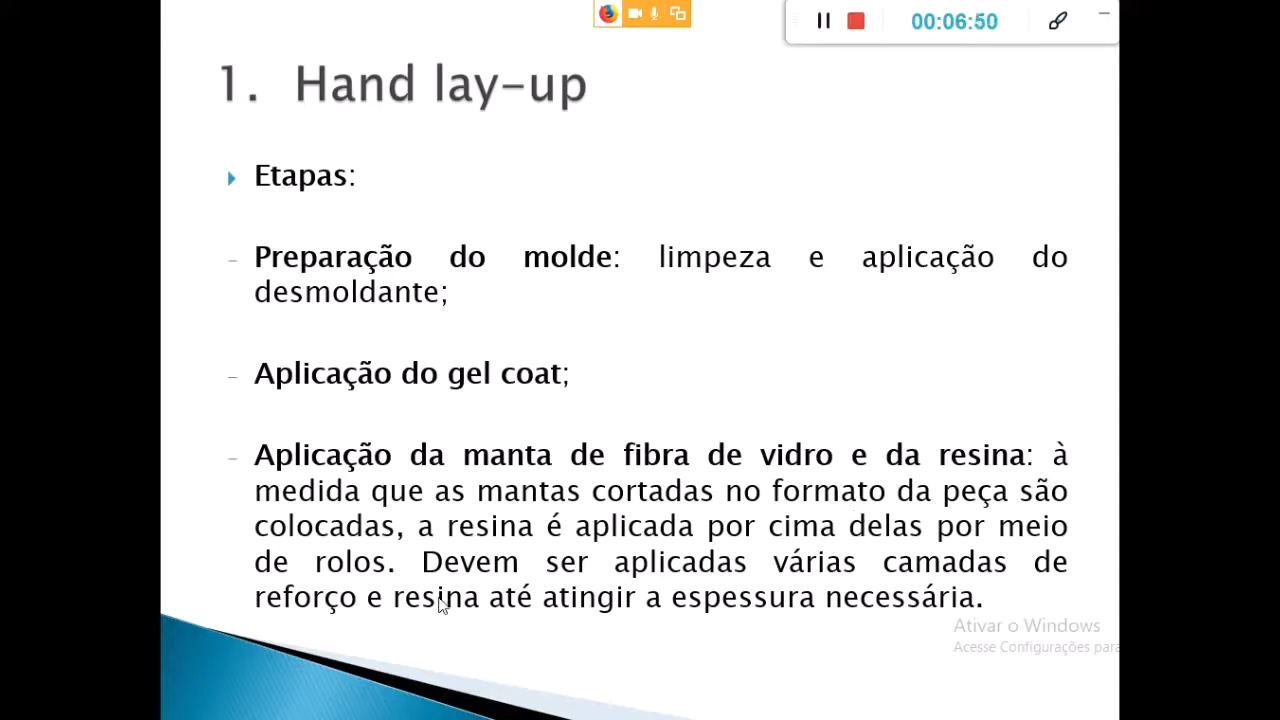 00:06:50
1. Hand lay-up
Etapas:
- Preparação do molde: limpeza e aplicação do
desmoldante;
- Aplicação do gel coat;
- Aplicação da manta de fibra de vidro e da resina: à
medida que as mantas cortadas no formato da peça são
colocadas, a resina é aplicada por cima delas por meio
de rolos. Devem ser aplicadas várias camadas de
reforço e resina até atingir a espessura necessária.
Ativar o Windows
Acesse Configurações para